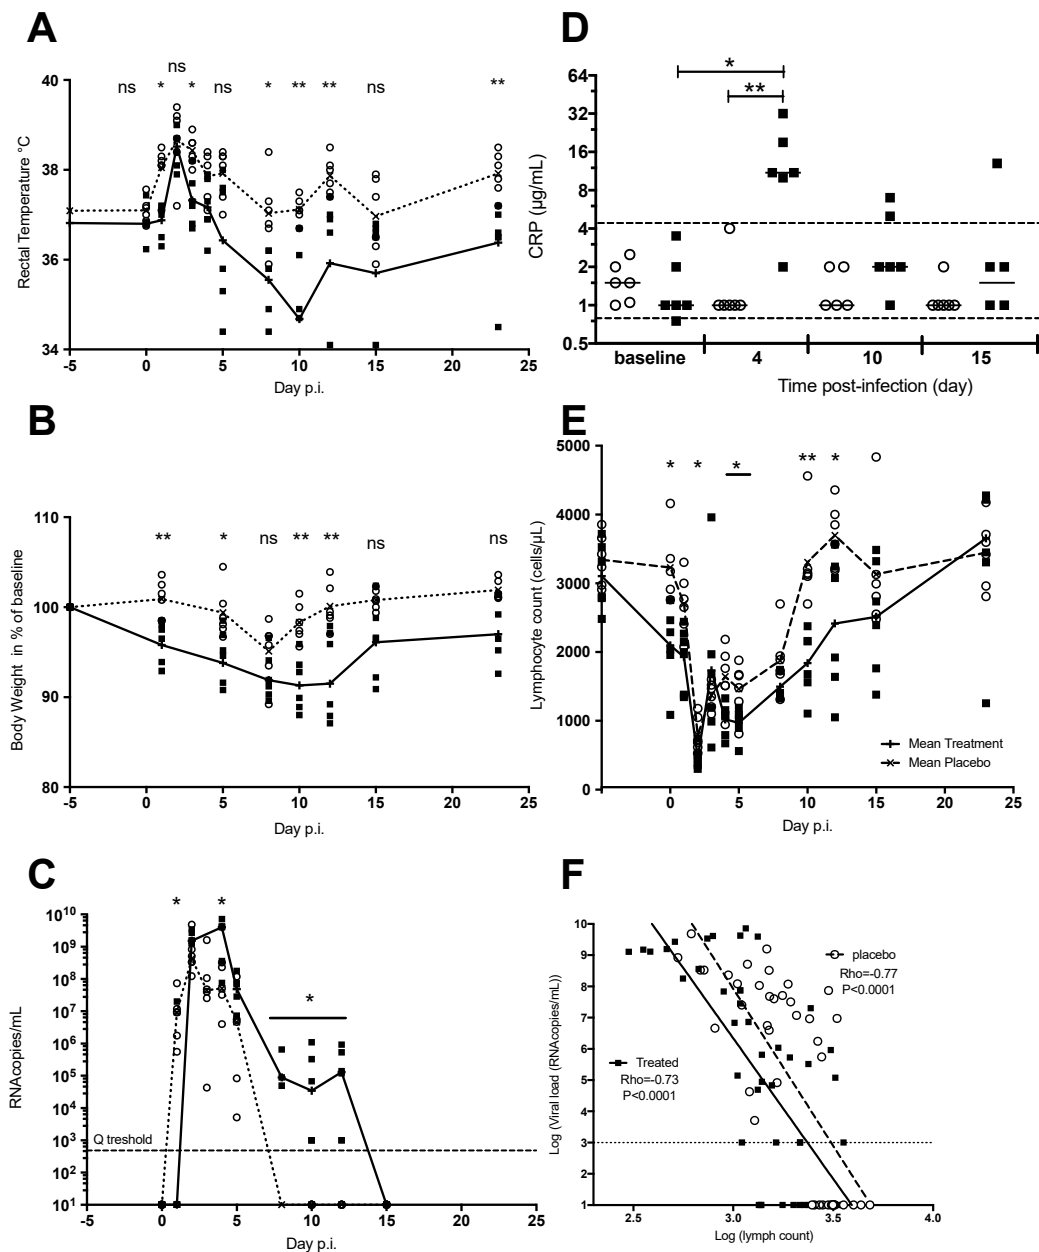 A
ns
ns * * ns * ** ** ns **
40
38
36
34
Rectal Temperature °C
-5 0 5 10 15 20 25
Day p.i.
B
** * ns ** ** ns ns
110
100
90
80
Body Weight in % of baseline
-5 0 5 10 15 20 25
Day p.i.
C
* *
*
10^10
10^9
10^8
10^7
10^6
10^5
10^4
10^3
10^2
10^1
RNAcopies/mL
Q treshold
-5 0 5 10 15 20 25
Day p.i.
D
*
**
64
32
16
8
4
2
1
0.5
CRP (µg/mL)
baseline 4 10 15
Time post-infection (day)
E
* * * ** *
5000
4000
3000
2000
1000
0
Lymphocyte count (cells/µL)
Mean Treatment
Mean Placebo
0 5 10 15 20 25
Day p.i.
F
10
9
8
7
6
5
4
3
2
1
Log (Viral load (RNAcopies/mL))
placebo
Rho=-0.77
P<0.0001
Treated
Rho=-0.73
P<0.0001
2.5 3.0 3.5 4.0
Log (lymph count)